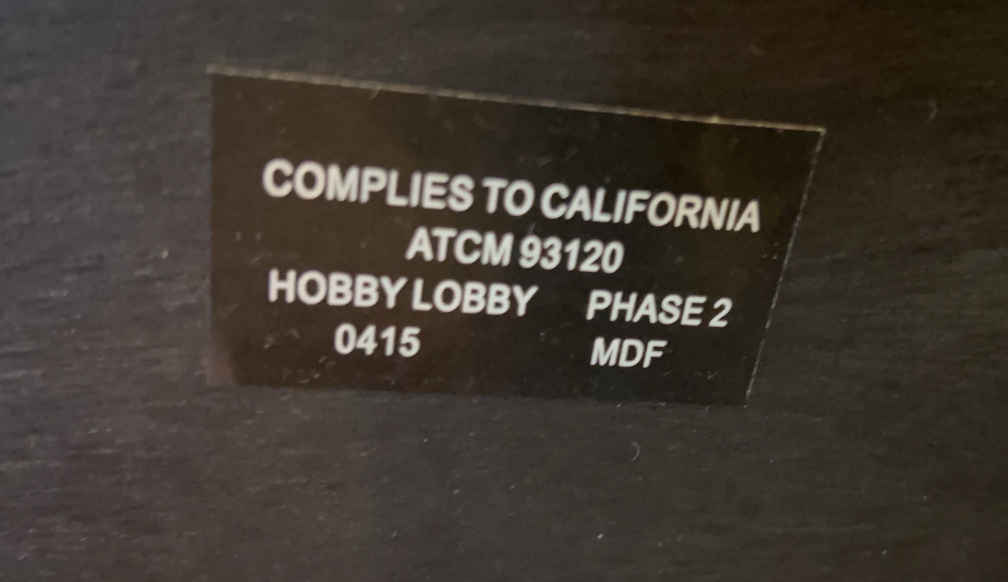 COMPLIES TO CALIFORNIA
ATCM 93120
HOBBY LOBBY PHASE 2
0415 MDF